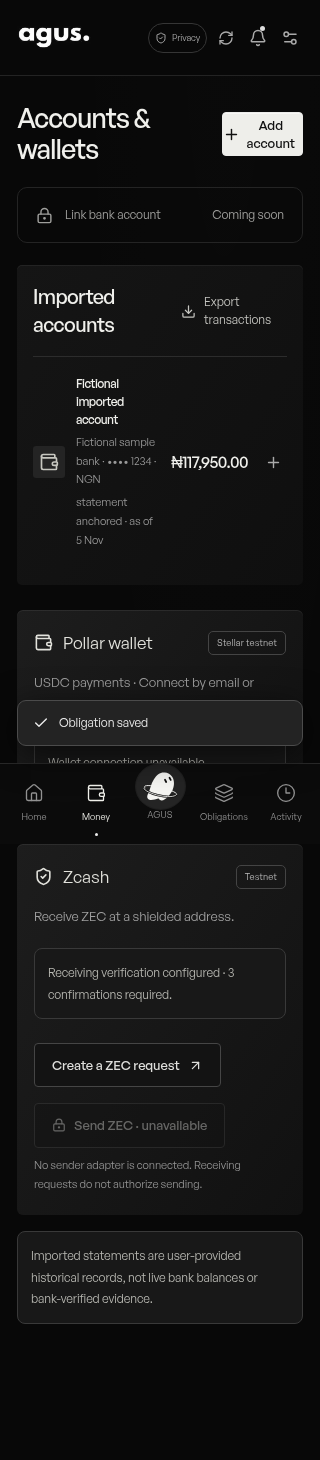 agus.
Privacy
Accounts &
wallets
Add
account
Link bank account
Coming soon
Imported
accounts
Export
transactions
Fictional
Imported
account
Fictional sample
bank · •••• 1234 ·
NGN
₦117,950.00
statement
anchored · as of
5 Nov
Pollar wallet
Stellar testnet
USDC payments · Connect by email or
Obligation saved
Wallet connection unavailable
Home
Money
AGUS
Obligations
Activity
Zcash
Testnet
Receive ZEC at a shielded address.
Receiving verification configured · 3
confirmations required.
Create a ZEC request
Send ZEC · unavailable
No sender adapter is connected. Receiving
requests do not authorize sending.
Imported statements are user-provided
historical records, not live bank balances or
bank-verified evidence.